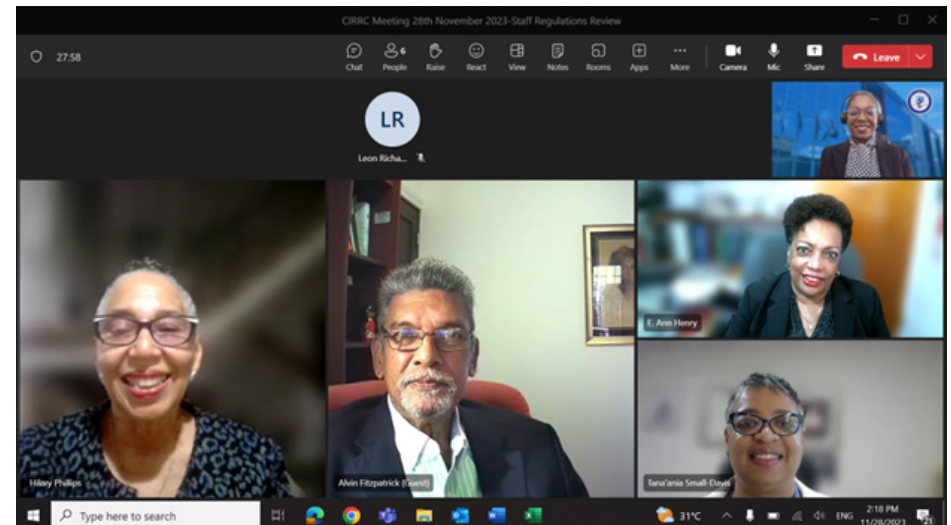 CIRRC Meeting 28th November 2023-Staff Regulations Review
27:58
Chat
6
People
Raise
React
View
Notes
Rooms
Apps
More
Camera
Mic
Share
Leave
LR
Leon Richa...
E. Ann Henry
Hilary Phillips
Alvin Fitzpatrick (Guest)
Tana'ania Small-Davis
Type here to search
31°C
ENG
2:18 PM
11/28/2023